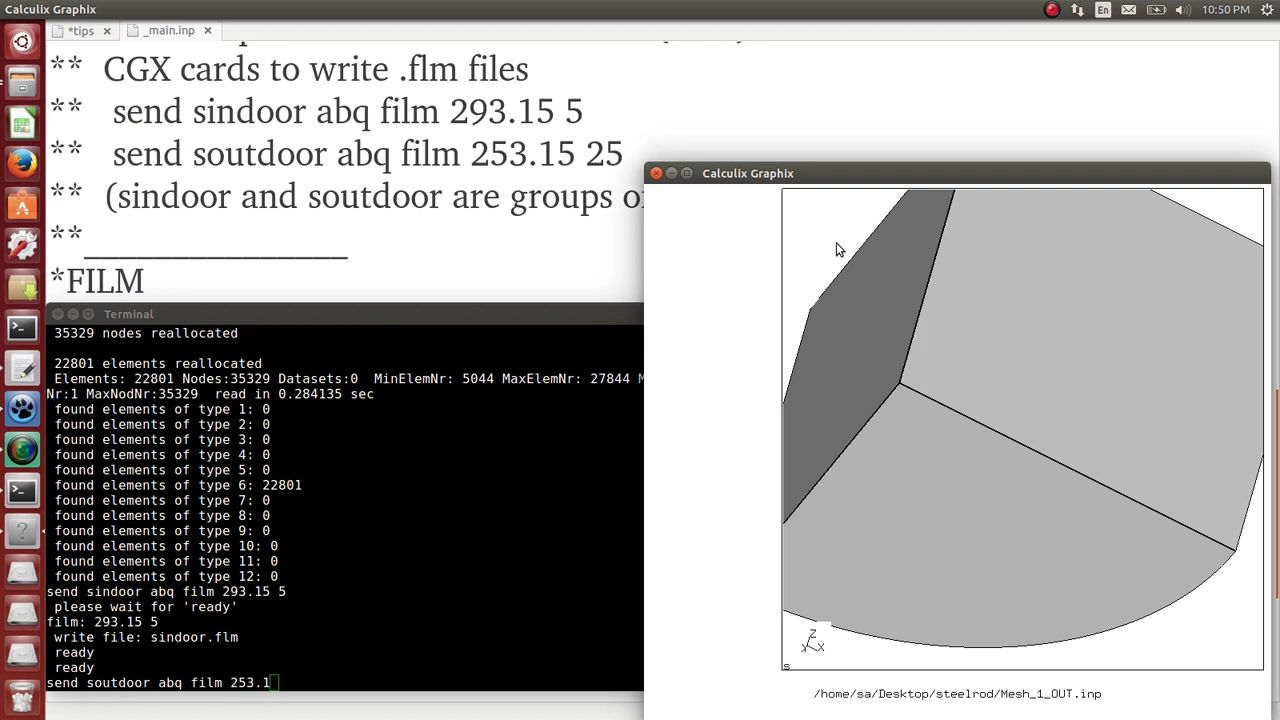 Calculix Graphix
En
10:50 PM
*tips
_main.inp
** CGX cards to write .flm files
** send sindoor abq film 293.15 5
** send soutdoor abq film 253.15 25
** (sindoor and soutdoor are groups
** _______________
*FILM
Terminal
35329 nodes reallocated
22801 elements reallocated
Elements: 22801 Nodes:35329 Datasets:0 MinElemNr: 5044 MaxElemNr: 27844 M
Nr:1 MaxNodNr:35329 read in 0.284135 sec
found elements of type 1: 0
found elements of type 2: 0
found elements of type 3: 0
found elements of type 4: 0
found elements of type 5: 0
found elements of type 6: 22801
found elements of type 7: 0
found elements of type 8: 0
found elements of type 9: 0
found elements of type 10: 0
found elements of type 11: 0
found elements of type 12: 0
send sindoor abq film 293.15 5
please wait for 'ready'
film: 293.15 5
write file: sindoor.flm
ready
ready
send soutdoor abq film 253.1
Calculix Graphix
Z
X
s
/home/sa/Desktop/steelrod/Mesh_1_OUT.inp